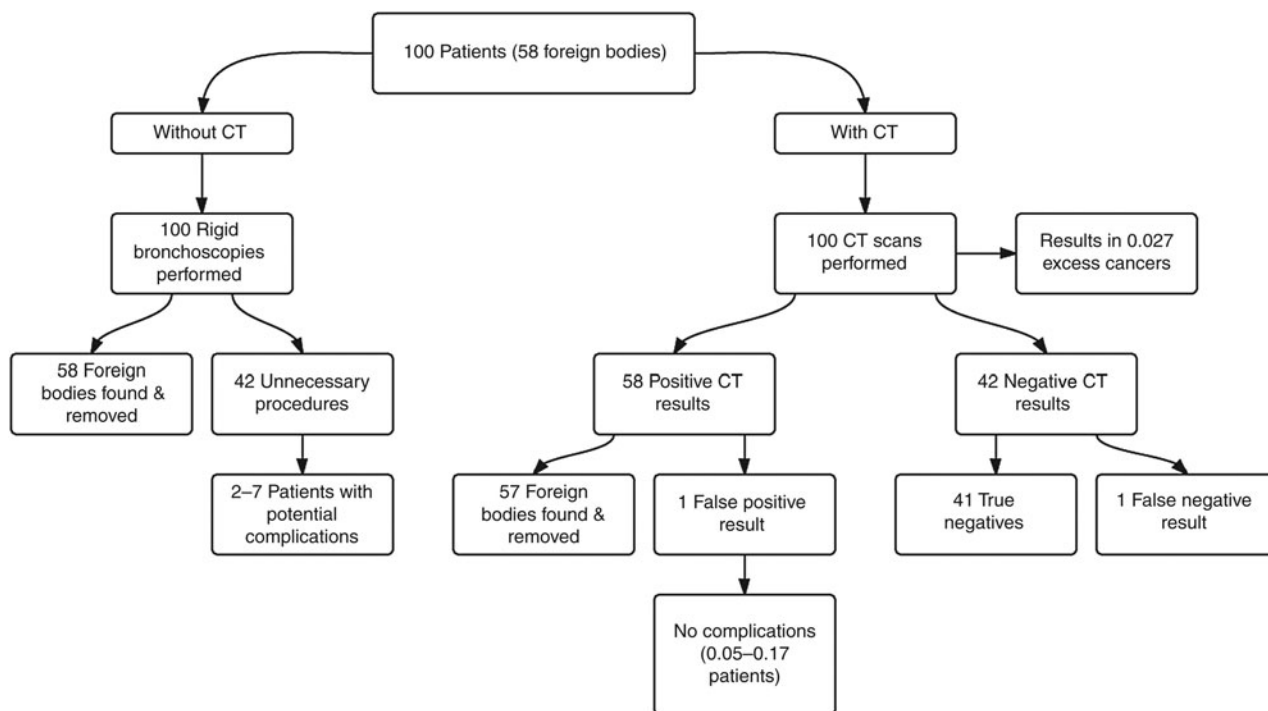 100 Patients (58 foreign bodies)
Without CT
With CT
100 Rigid
bronchoscopies
performed
100 CT scans
performed
Results in 0.027
excess cancers
58 Foreign
bodies found &
removed
42 Unnecessary
procedures
58 Positive CT
results
42 Negative CT
results
2–7 Patients with
potential
complications
57 Foreign
bodies found &
removed
1 False positive
result
41 True
negatives
1 False negative
result
No complications
(0.05–0.17
patients)